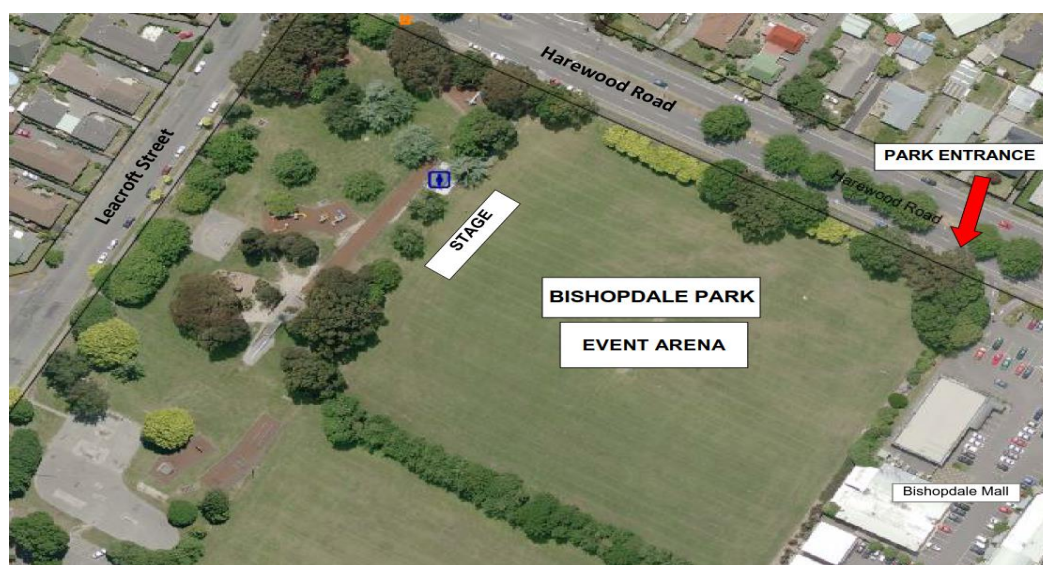 Harewood Road
PARK ENTRANCE
Leacroft Street
Harewood Road
STAGE
BISHOPDALE PARK
EVENT ARENA
Bishopdale Mall